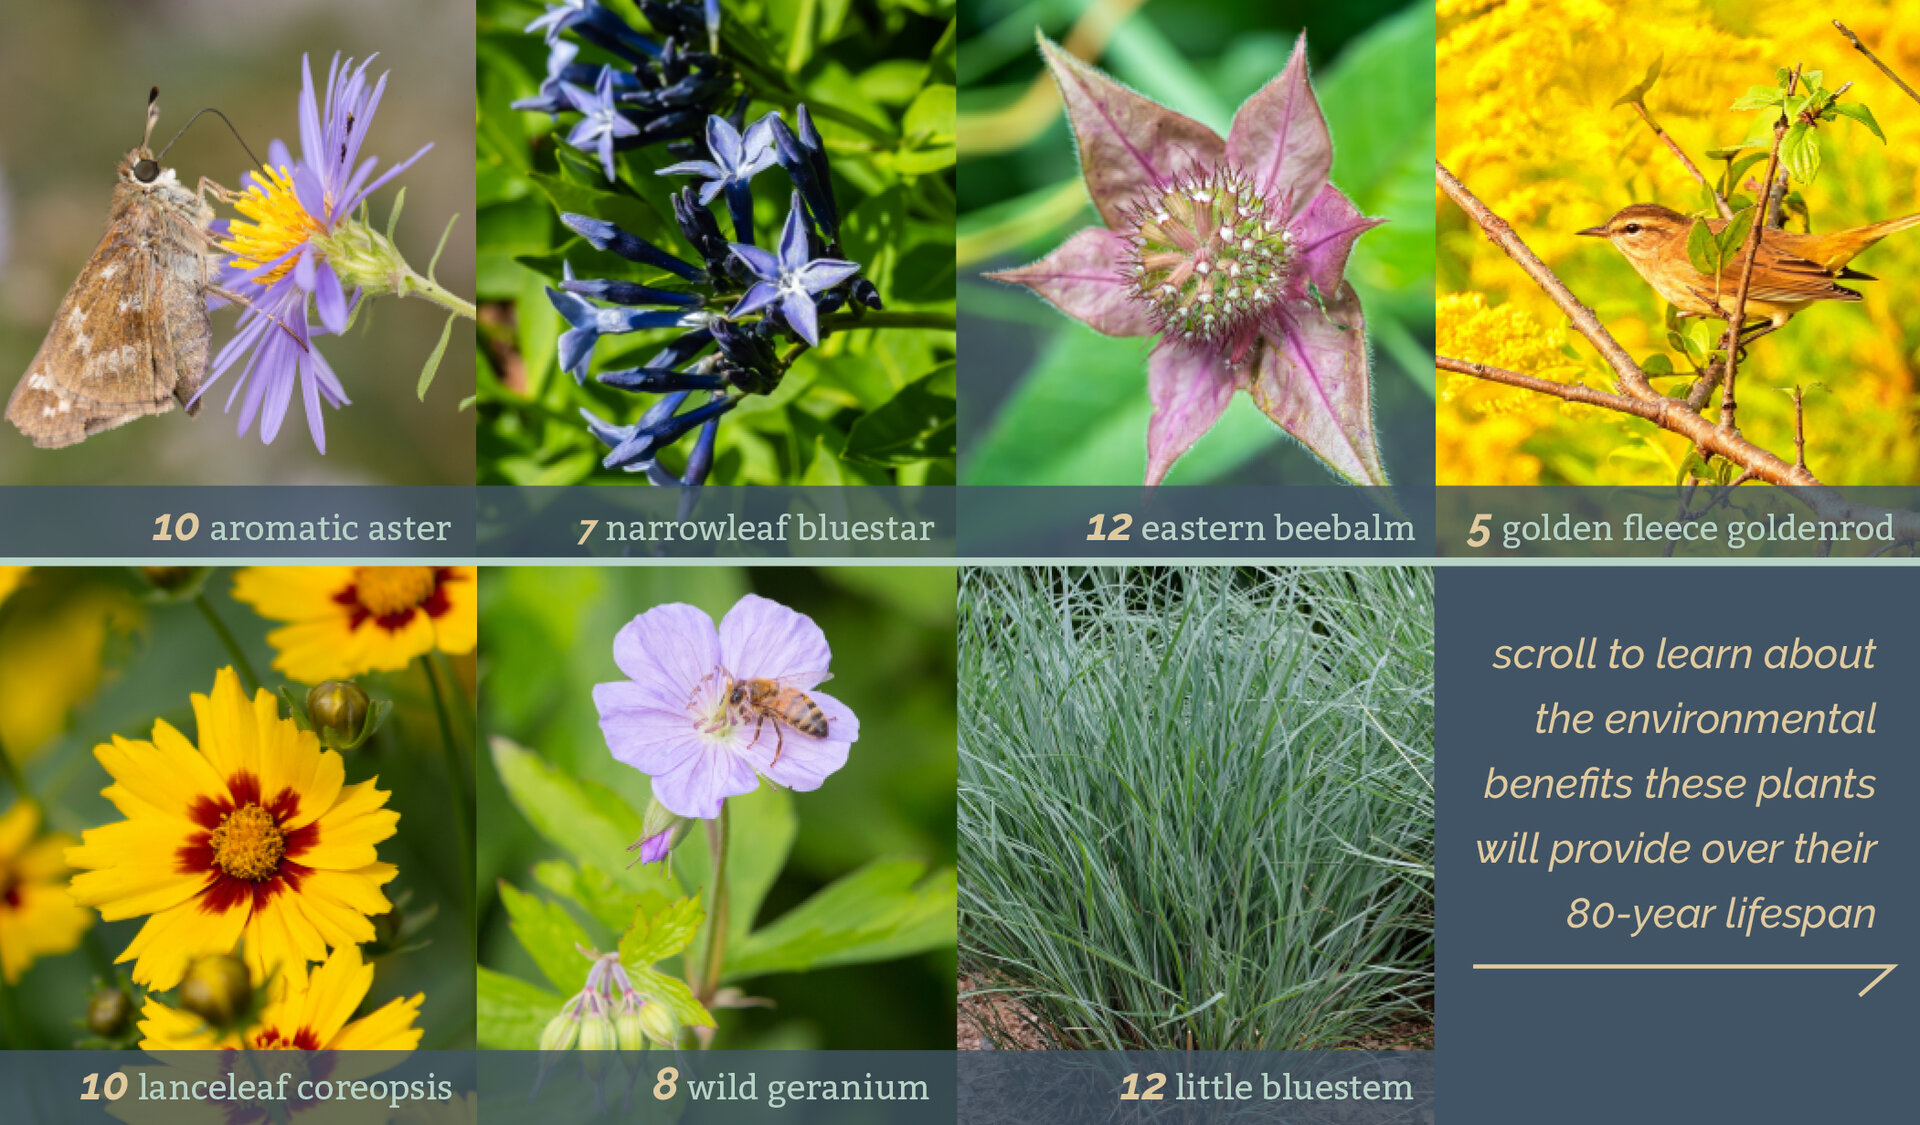 10 aromatic aster
7 narrowleaf bluestar
12 eastern beebalm
5 golden fleece goldenrod
10 lanceleaf coreopsis
8 wild geranium
12 little bluestem
scroll to learn about
the environmental
benefits these plants
will provide over their
80-year lifespan